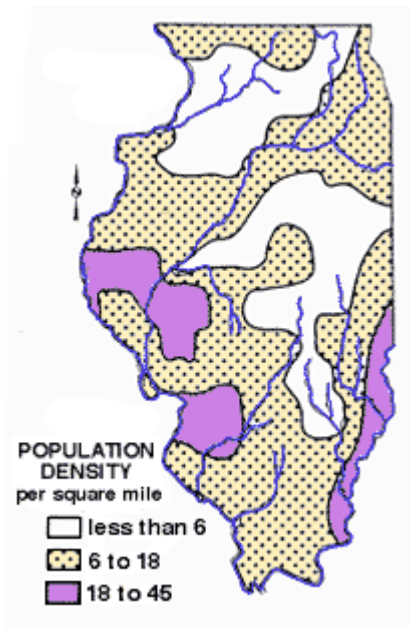 N
POPULATION
DENSITY
per square mile
less than 6
6 to 18
18 to 45